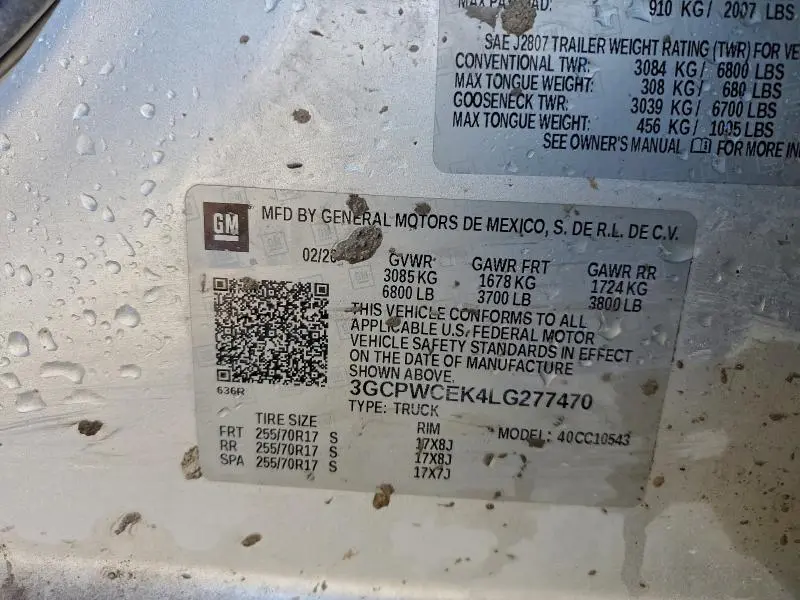 MAX PAYLOAD: 910 KG/ 2007 LBS
SAE J2807 TRAILER WEIGHT RATING (TWR) FOR
CONVENTIONAL TWR: 3084 KG/ 6800 LBS
MAX TONGUE WEIGHT: 308 KG/ 680 LBS
GOOSENECK TWR: 3039 KG/ 6700 LBS
MAX TONGUE WEIGHT: 456 KG/ 1005 LBS
SEE OWNER'S MANUAL FOR MORE
GM MFD BY GENERAL MOTORS DE MEXICO, S. DE R.L. DE C.V.
02/20 GVWR GAWR FRT GAWR RR
3085 KG 1678 KG 1724 KG
6800 LB 3700 LB 3800 LB
THIS VEHICLE CONFORMS TO ALL
APPLICABLE U.S. FEDERAL MOTOR
VEHICLE SAFETY STANDARDS IN EFFECT
ON THE DATE OF MANUFACTURE
SHOWN ABOVE.
636R
3GCPWCEK4LG277470
TYPE: TRUCK
MODEL: 40CC10543
TIRE SIZE RIM
FRT 255/70R17 S 17X8J
RR 255/70R17 S 17X8J
SPA 255/70R17 S 17X7J